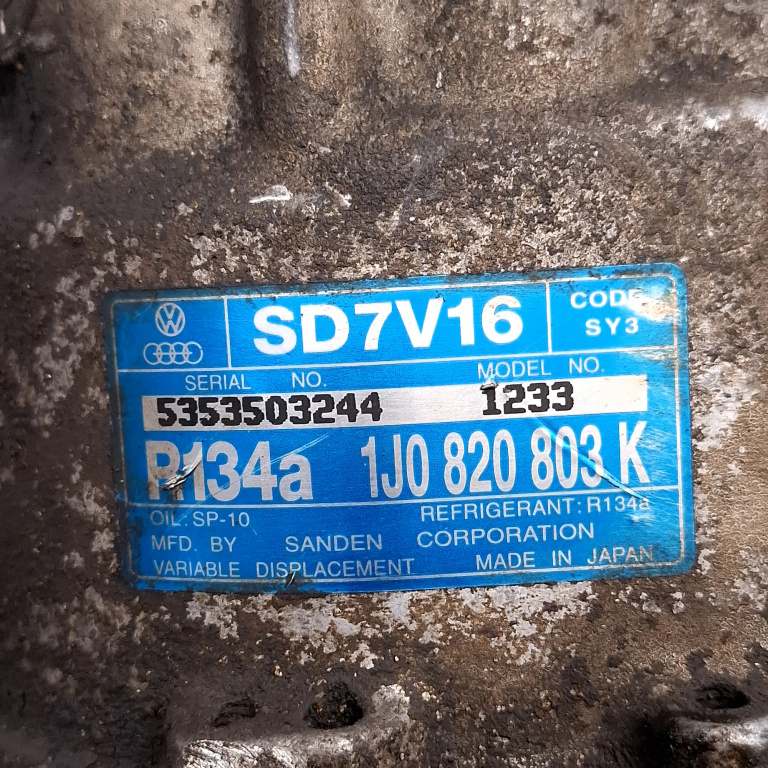 SD7V16
CODE
SY3
SERIAL NO.
MODEL NO.
5353503244
1233
R134a
1J0 820 803 K
OIL: SP-10
REFRIGERANT: R134a
MFD. BY SANDEN CORPORATION
VARIABLE DISPLACEMENT
MADE IN JAPAN